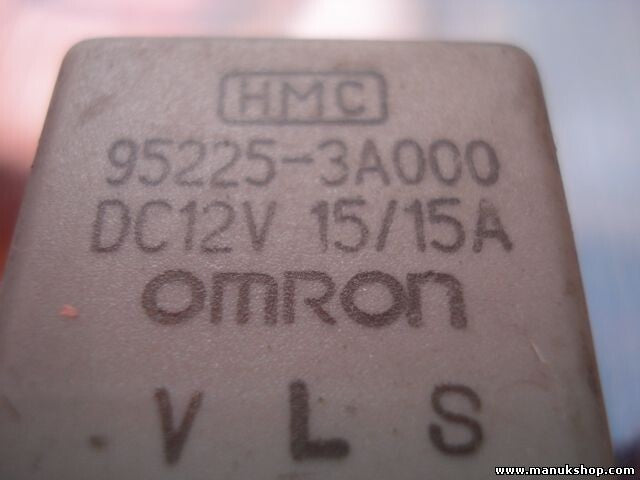 HMC
95225-3A000
DC12V 15/15A
omron
V L S
www.manukshop.com